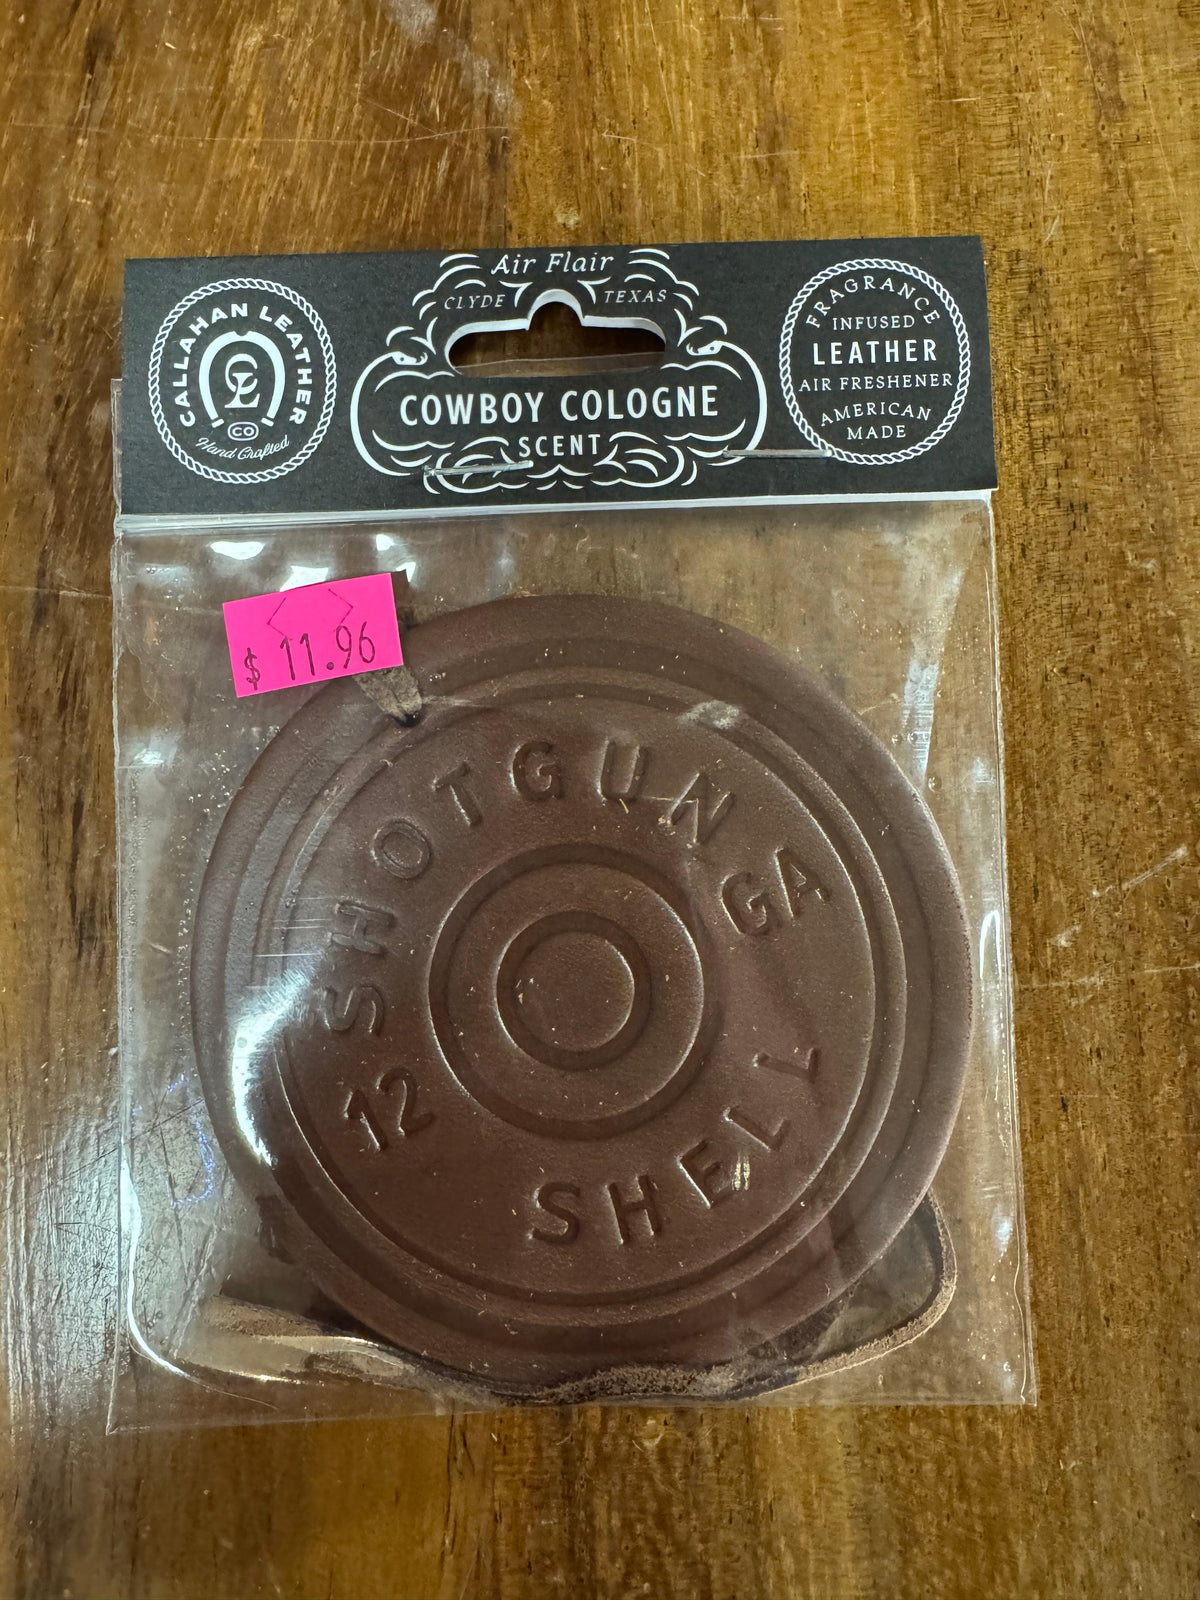 Air Flair
CLYDE TEXAS
COWBOY COLOGNE
SCENT
CALLAHAN LEATHER
CL
CO
Hand Crafted
FRAGRANCE
INFUSED
LEATHER
AIR FRESHENER
AMERICAN
MADE
$ 11.96
SHOTGUN
12 GA
SHELL